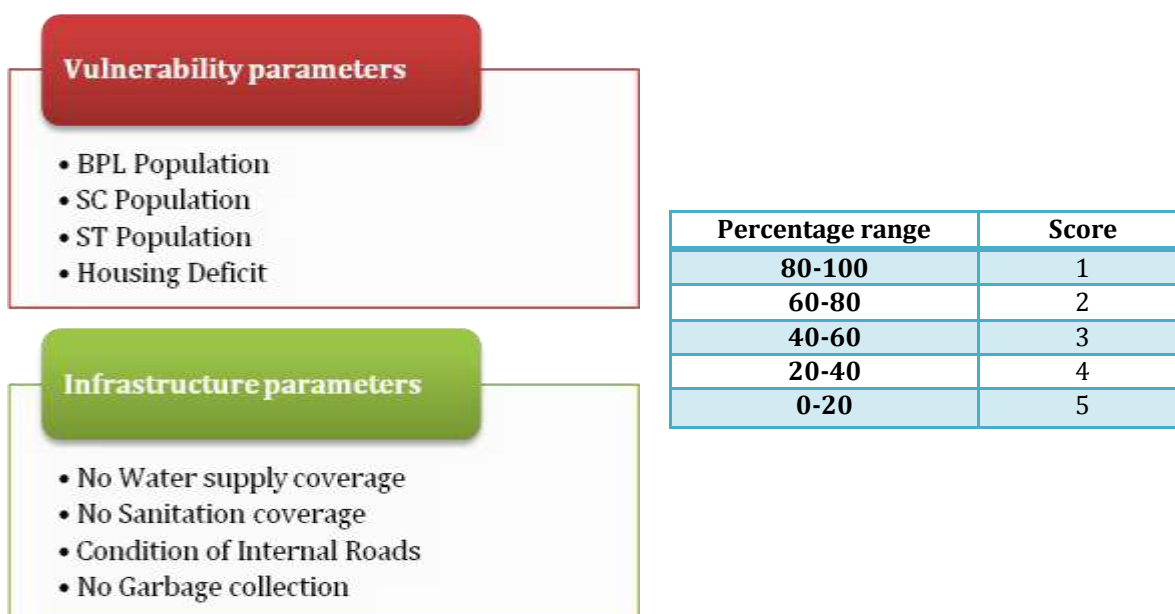 Vulnerability parameters
• BPL Population
• SC Population
• ST Population
• Housing Deficit
Infrastructure parameters
• No Water supply coverage
• No Sanitation coverage
• Condition of Internal Roads
• No Garbage collection
Percentage range Score
80-100 1
60-80 2
40-60 3
20-40 4
0-20 5